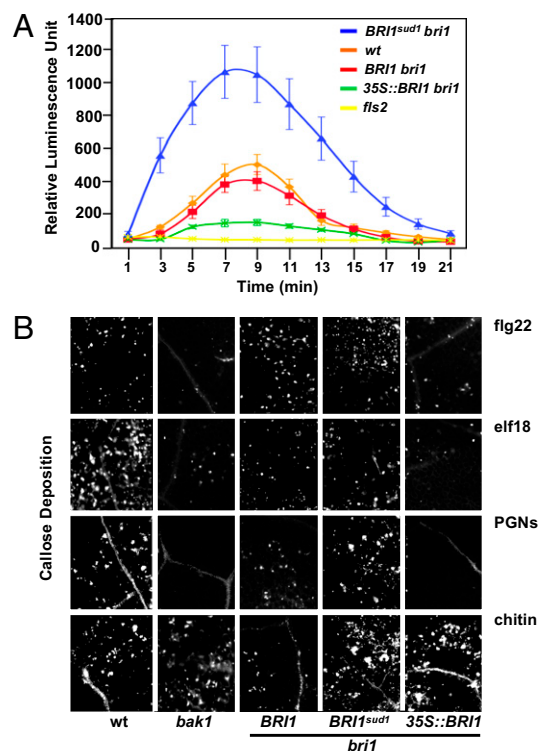 A
Relative Luminescence Unit
1400
1200
1000
800
600
400
200
0
1 3 5 7 9 11 13 15 17 19 21
Time (min)
BRI1sud1 bri1
wt
BRI1 bri1
35S::BRI1 bri1
fls2
B
Callose Deposition
flg22
elf18
PGNs
chitin
wt bak1 BRI1 BRI1sud1 35S::BRI1
bri1